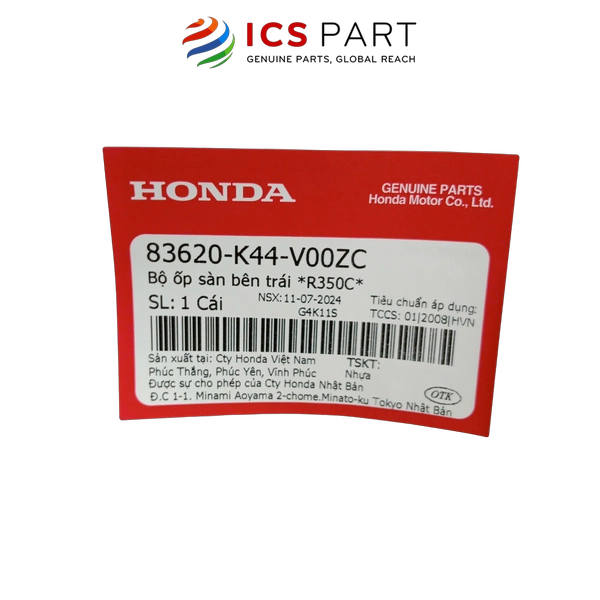 ICS PART
GENUINE PARTS, GLOBAL REACH
HONDA
GENUINE PARTS
Honda Motor Co., Ltd.
83620-K44-V00ZC
Bộ ốp sàn bên trái *R350C*
SL: 1 Cái
NSX: 11-07-2024
G4K11S
Tiêu chuẩn áp dụng:
TCCS: 01|2008|HVN
Sản xuất tại: Cty Honda Việt Nam
Phúc Thắng, Phúc Yên, Vĩnh Phúc
TSKT:
Nhựa
Được sự cho phép của Cty Honda Nhật Bản
Đ.C 1-1. Minami Aoyama 2-chome.Minato-ku Tokyo Nhật Bản
OTK